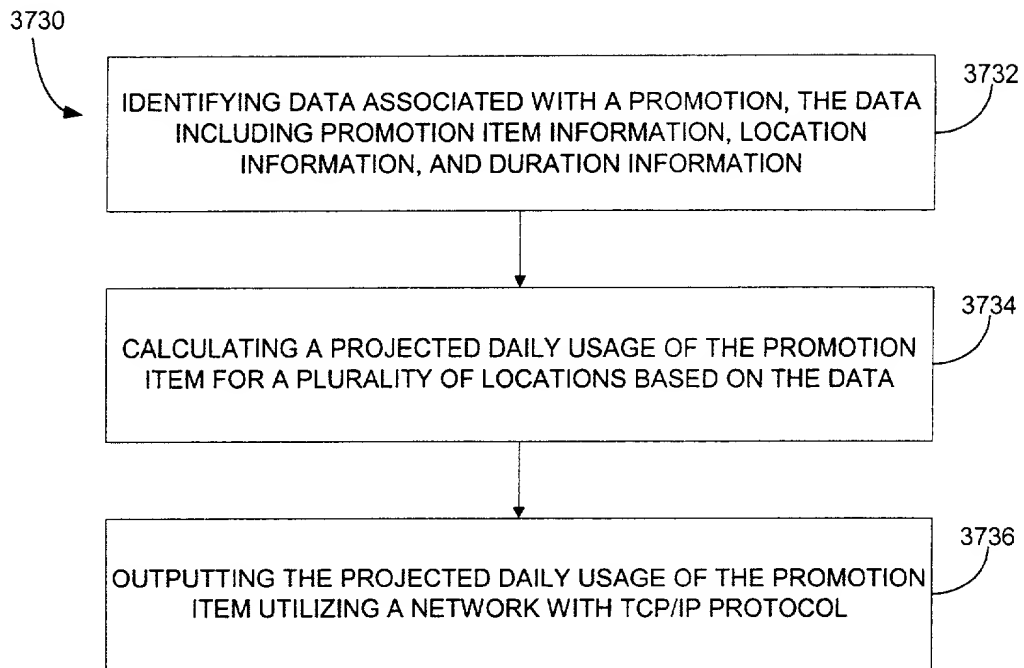 3730
3732
IDENTIFYING DATA ASSOCIATED WITH A PROMOTION, THE DATA
INCLUDING PROMOTION ITEM INFORMATION, LOCATION
INFORMATION, AND DURATION INFORMATION
3734
CALCULATING A PROJECTED DAILY USAGE OF THE PROMOTION
ITEM FOR A PLURALITY OF LOCATIONS BASED ON THE DATA
3736
OUTPUTTING THE PROJECTED DAILY USAGE OF THE PROMOTION
ITEM UTILIZING A NETWORK WITH TCP/IP PROTOCOL